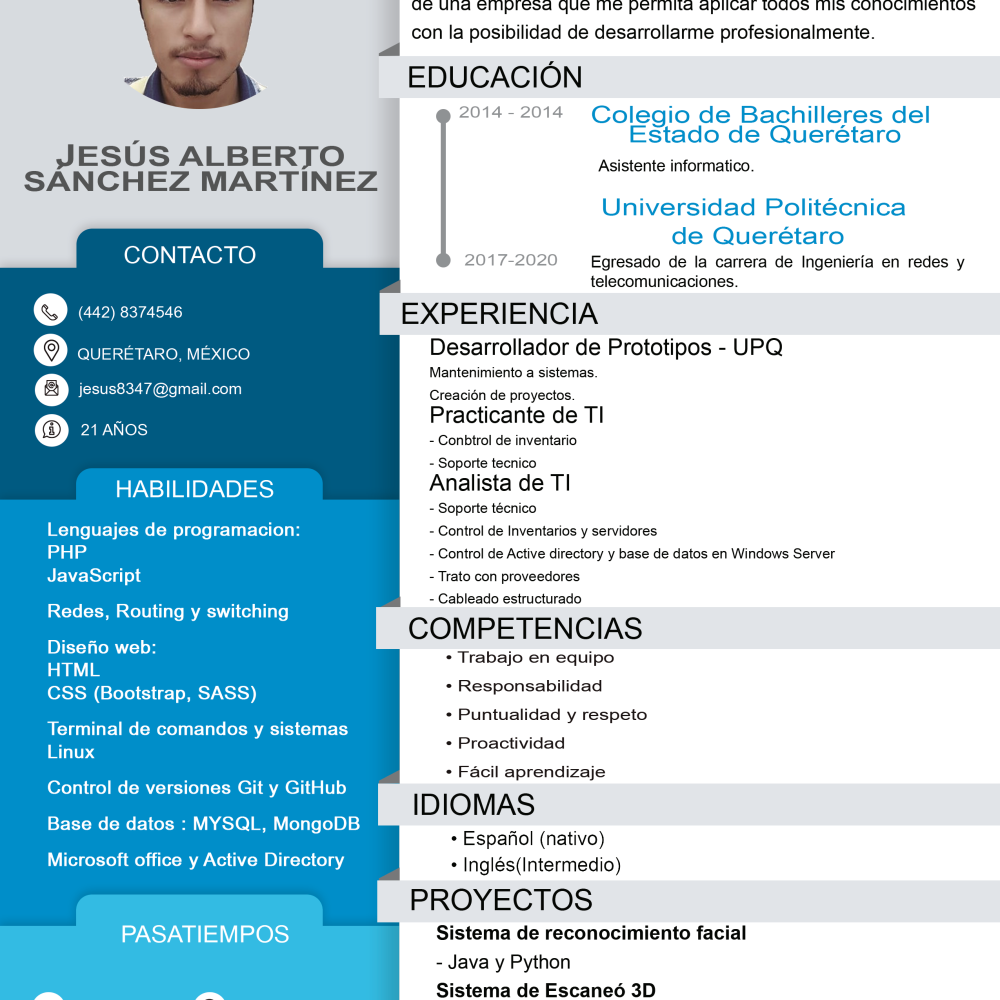 JESÚS ALBERTO
SÁNCHEZ MARTÍNEZ
CONTACTO
(442) 8374546
QUERÉTARO, MÉXICO
jesus8347@gmail.com
21 AÑOS
HABILIDADES
Lenguajes de programacion:
PHP
JavaScript
Redes, Routing y switching
Diseño web:
HTML
CSS (Bootstrap, SASS)
Terminal de comandos y sistemas
Linux
Control de versiones Git y GitHub
Base de datos : MYSQL, MongoDB
Microsoft office y Active Directory
PASATIEMPOS
de una empresa que me permita aplicar todos mis conocimientos
con la posibilidad de desarrollarme profesionalmente.
EDUCACIÓN
2014 - 2014
Colegio de Bachilleres del
Estado de Querétaro
Asistente informatico.
Universidad Politécnica
de Querétaro
2017-2020
Egresado de la carrera de Ingeniería en redes y
telecomunicaciones.
EXPERIENCIA
Desarrollador de Prototipos - UPQ
Mantenimiento a sistemas.
Creación de proyectos.
Practicante de TI
- Conbtrol de inventario
- Soporte tecnico
Analista de TI
- Soporte técnico
- Control de Inventarios y servidores
- Control de Active directory y base de datos en Windows Server
- Trato con proveedores
- Cableado estructurado
COMPETENCIAS
• Trabajo en equipo
• Responsabilidad
• Puntualidad y respeto
• Proactividad
• Fácil aprendizaje
IDIOMAS
• Español (nativo)
• Inglés(Intermedio)
PROYECTOS
Sistema de reconocimiento facial
- Java y Python
Sistema de Escaneó 3D